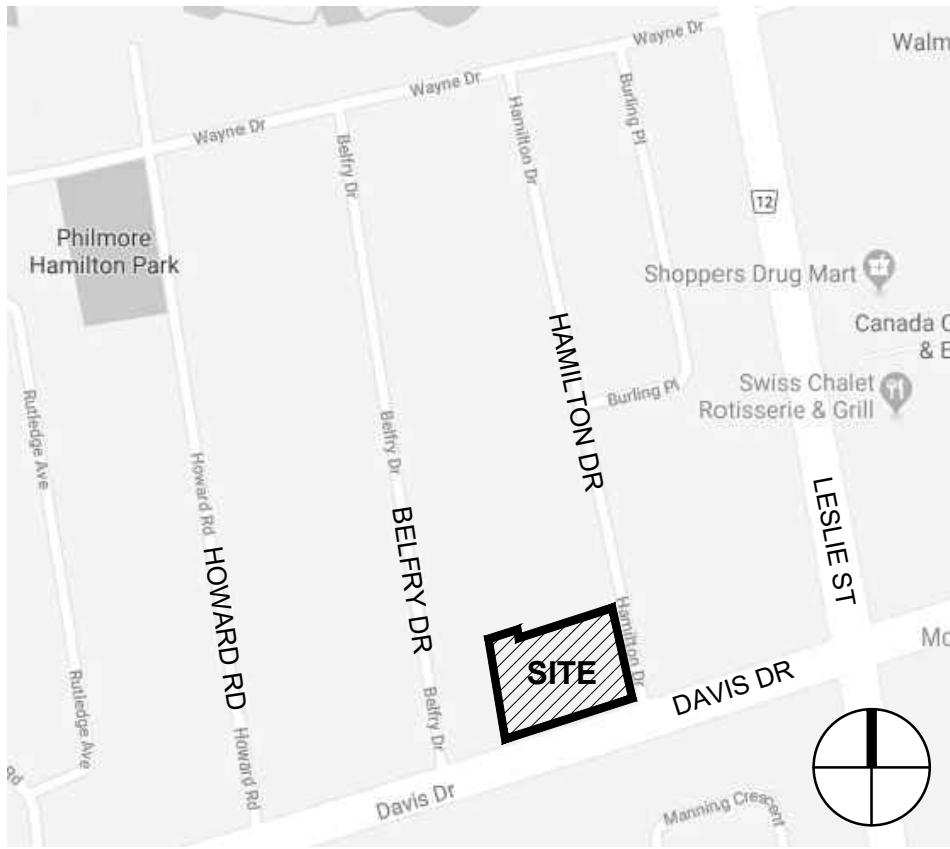 Wayne Dr
Walm
Wayne Dr
Wayne Dr
Belfry Dr
Hamilton Dr
Burling Pl
12
Philmore
Hamilton Park
Shoppers Drug Mart
Canada C
& E
HAMILTON DR
Swiss Chalet
Rotisserie & Grill
Burling Pl
Rutledge Ave
Belfry Dr
Howard Rd
LESLIE ST
BELFRY DR
HOWARD RD
Hamilton Dr
Mc
SITE
DAVIS DR
Rutledge Ave
Belfry Dr
Howard Rd
Rd
Davis Dr
Manning Crescent